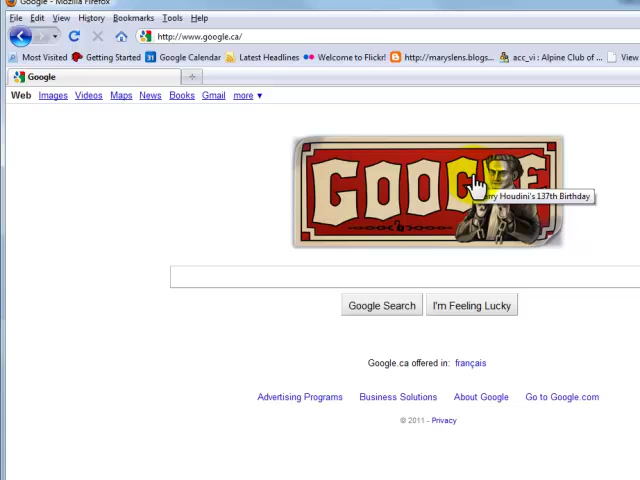 Google - Mozilla Firefox
File Edit View History Bookmarks Tools Help
http://www.google.ca/
Most Visited Getting Started Google Calendar Latest Headlines Welcome to Flickr! http://maryslens.blogs... acc_vi : Alpine Club of ... View
Google
Web Images Videos Maps News Books Gmail more ▼
GOOGLE
erry Houdini's 137th Birthday
Google Search I'm Feeling Lucky
Google.ca offered in: français
Advertising Programs Business Solutions About Google Go to Google.com
© 2011 - Privacy